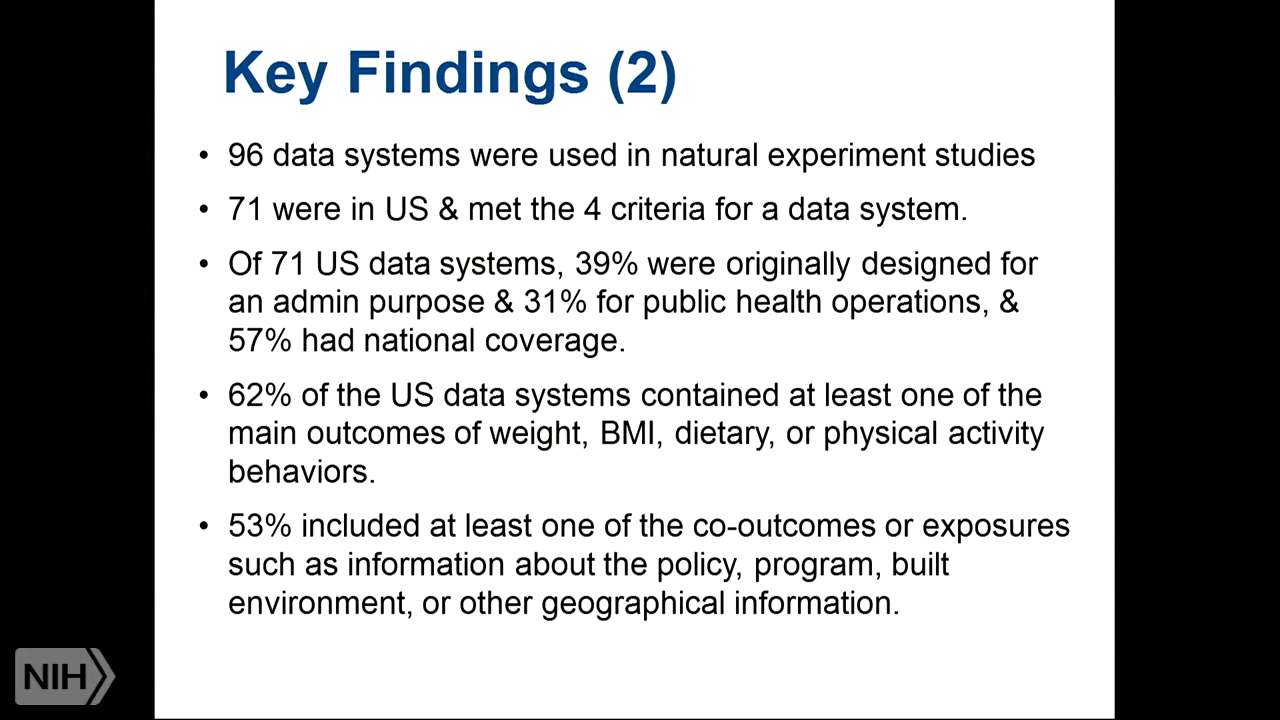 Key Findings (2)
• 96 data systems were used in natural experiment studies
• 71 were in US & met the 4 criteria for a data system.
• Of 71 US data systems, 39% were originally designed for
an admin purpose & 31% for public health operations, &
57% had national coverage.
• 62% of the US data systems contained at least one of the
main outcomes of weight, BMI, dietary, or physical activity
behaviors.
• 53% included at least one of the co-outcomes or exposures
such as information about the policy, program, built
environment, or other geographical information.
NIH